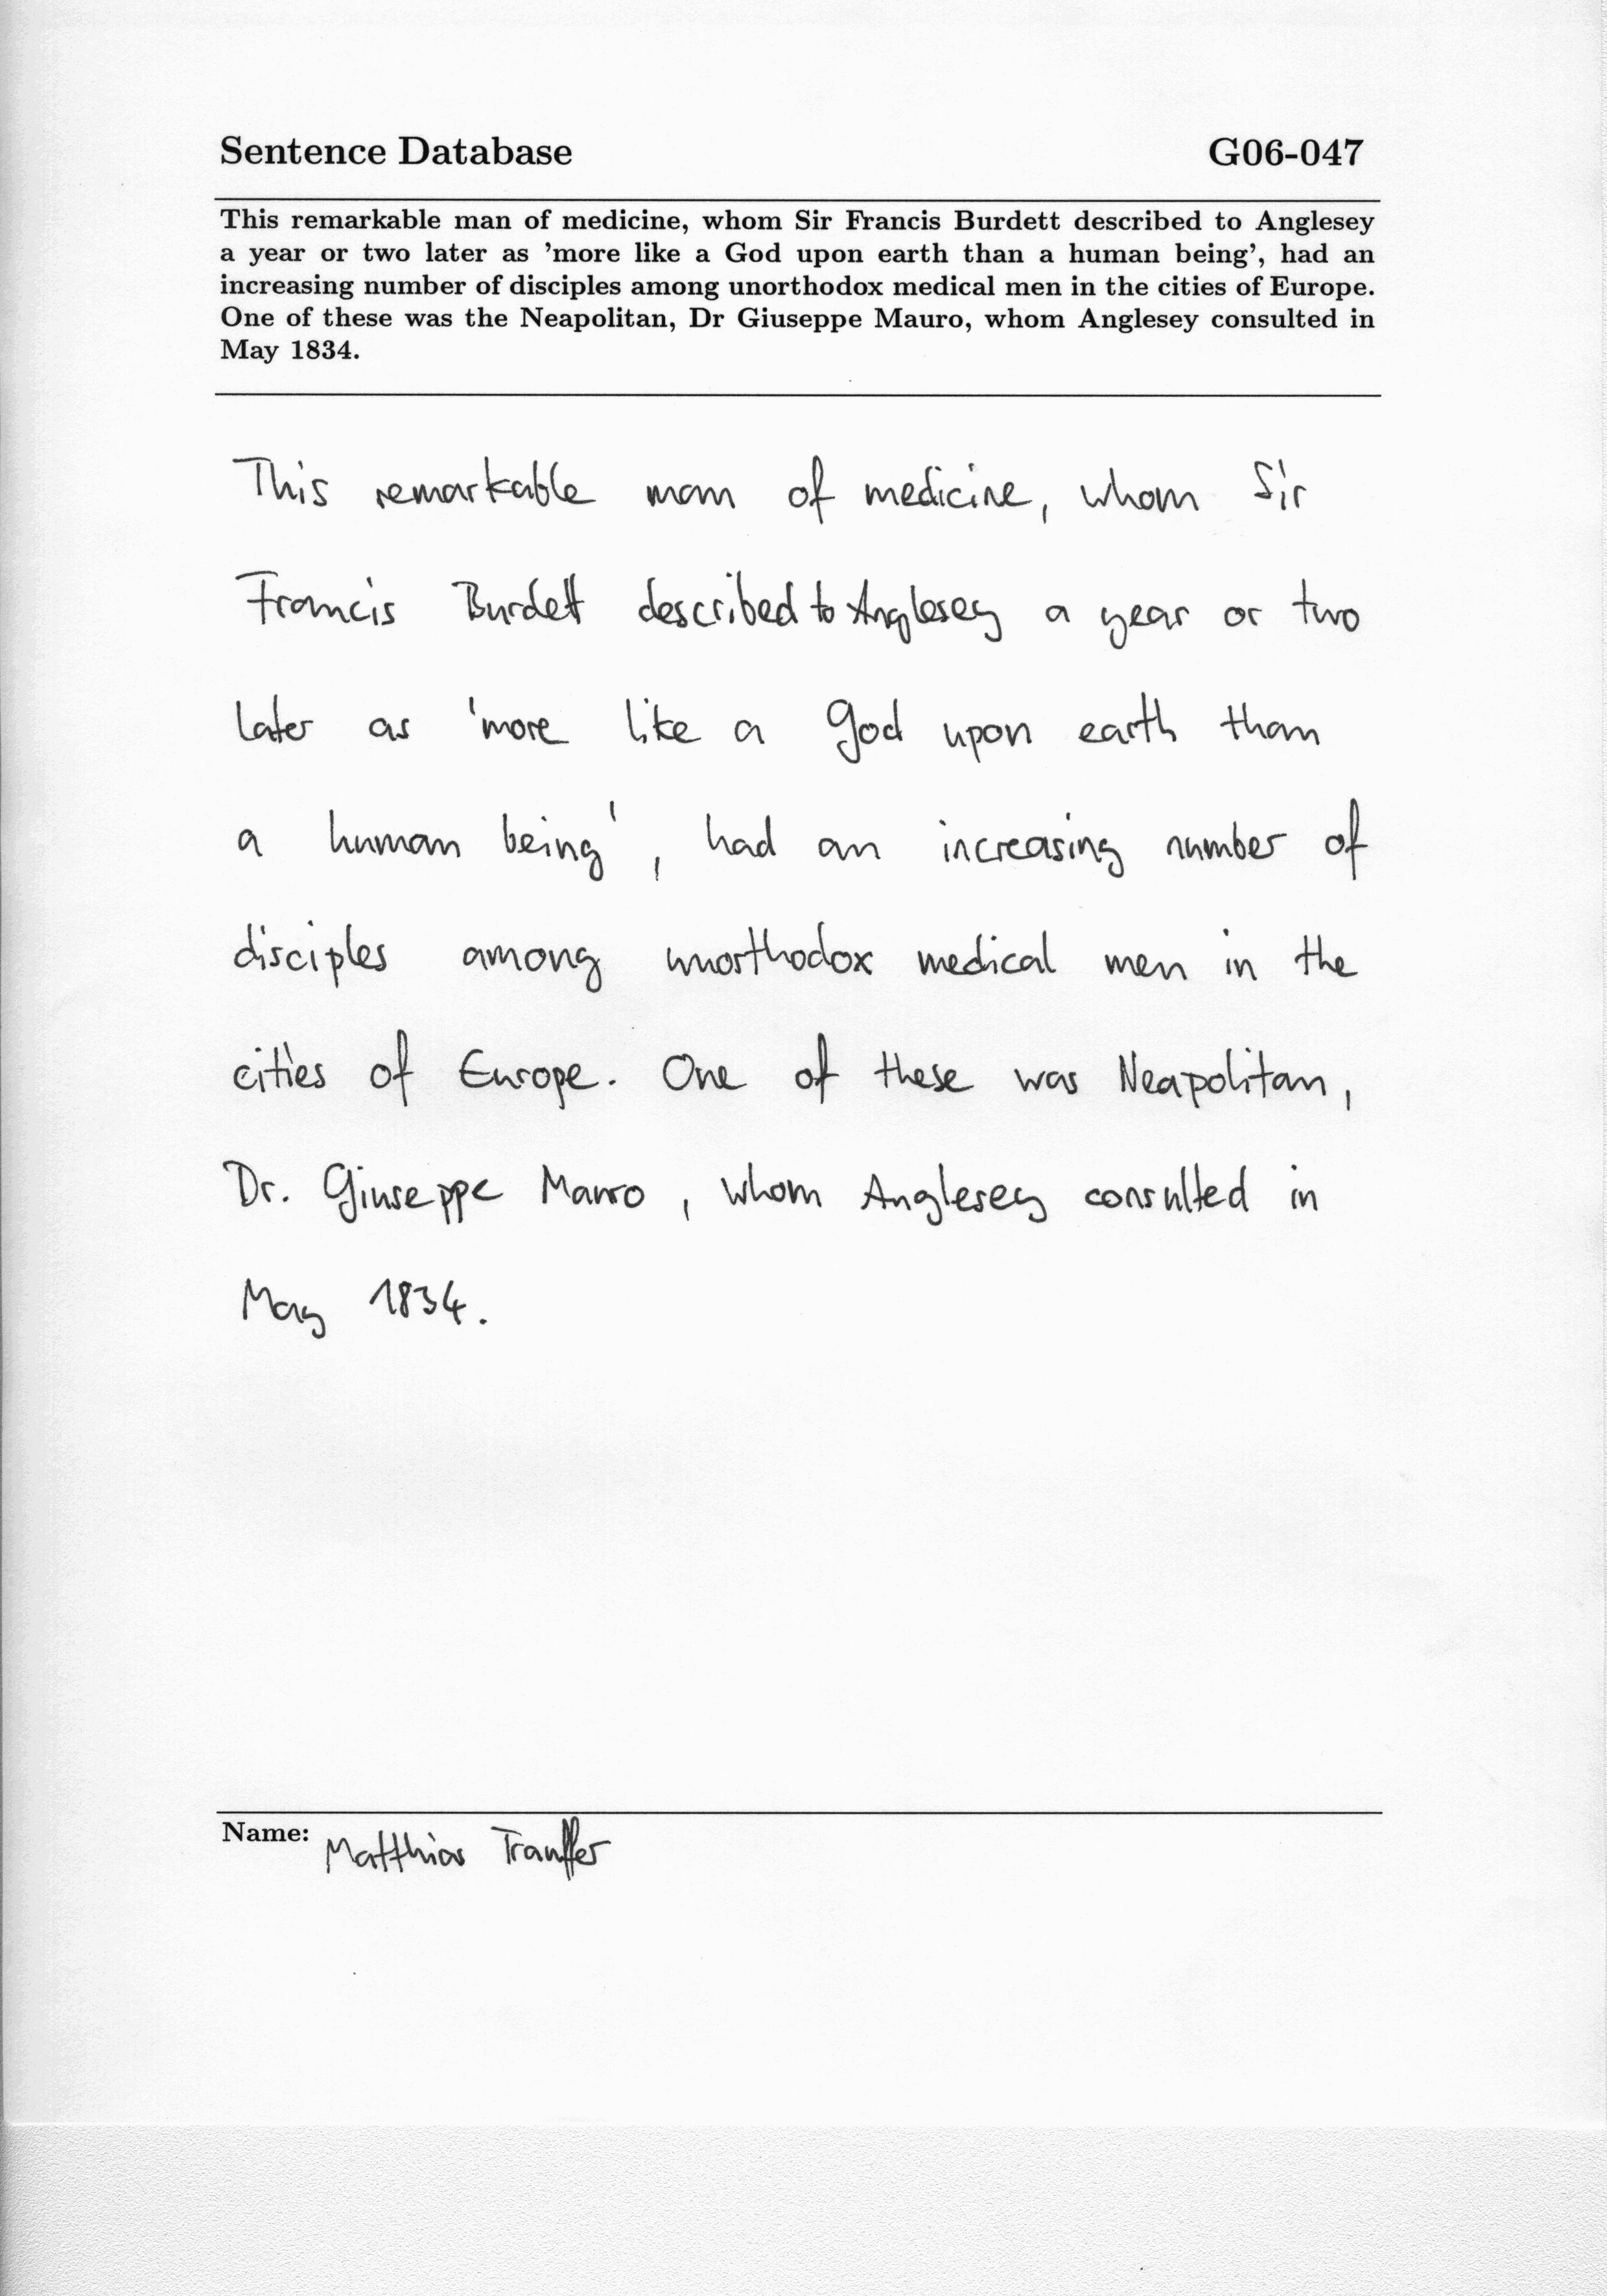 Sentence Database G06-047
This remarkable man of medicine, whom Sir Francis Burdett described to Anglesey
a year or two later as 'more like a God upon earth than a human being', had an
increasing number of disciples among unorthodox medical men in the cities of Europe.
One of these was the Neapolitan, Dr Giuseppe Mauro, whom Anglesey consulted in
May 1834.
This remarkable man of medicine, whom Sir
Francis Burdett described to Anglesey a year or two
later as 'more like a God upon earth than
a human being', had an increasing number of
disciples among unorthodox medical men in the
cities of Europe. One of these was Neapolitan,
Dr. Giuseppe Mauro, whom Anglesey consulted in
May 1834.
Name: Matthias